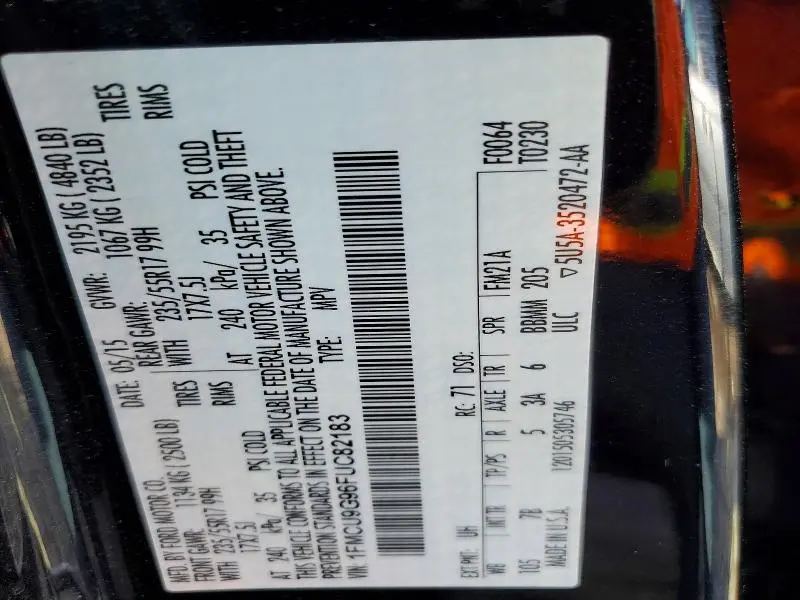 MFD. BY FORD MOTOR CO.
DATE: 05/15 GVWR: 2195 KG ( 4840 LB)
FRONT GAWR: 1134 KG ( 2500 LB) REAR GAWR: 1067 KG ( 2352 LB)
WITH 235/55R17 99H TIRES WITH 235/55R17 99H TIRES
17X7.5J RIMS 17X7.5J RIMS
AT 240 kPa/ 35 PSI COLD AT 240 kPa/ 35 PSI COLD
THIS VEHICLE CONFORMS TO ALL APPLICABLE FEDERAL MOTOR VEHICLE SAFETY AND THEFT
PREVENTION STANDARDS IN EFFECT ON THE DATE OF MANUFACTURE SHOWN ABOVE.
VIN: 1FMCU9G96FUC82183 TYPE: MPV
EXT PNT: UH RC: 71 DSO: F0064
WB INT TR TP/PS R AXLE TR SPR FM21A T0230
105 7B 5 3A 6 BBMM 205
MADE IN U.S.A. 1201505305746 ULC ▽5U5A-3520472-AA